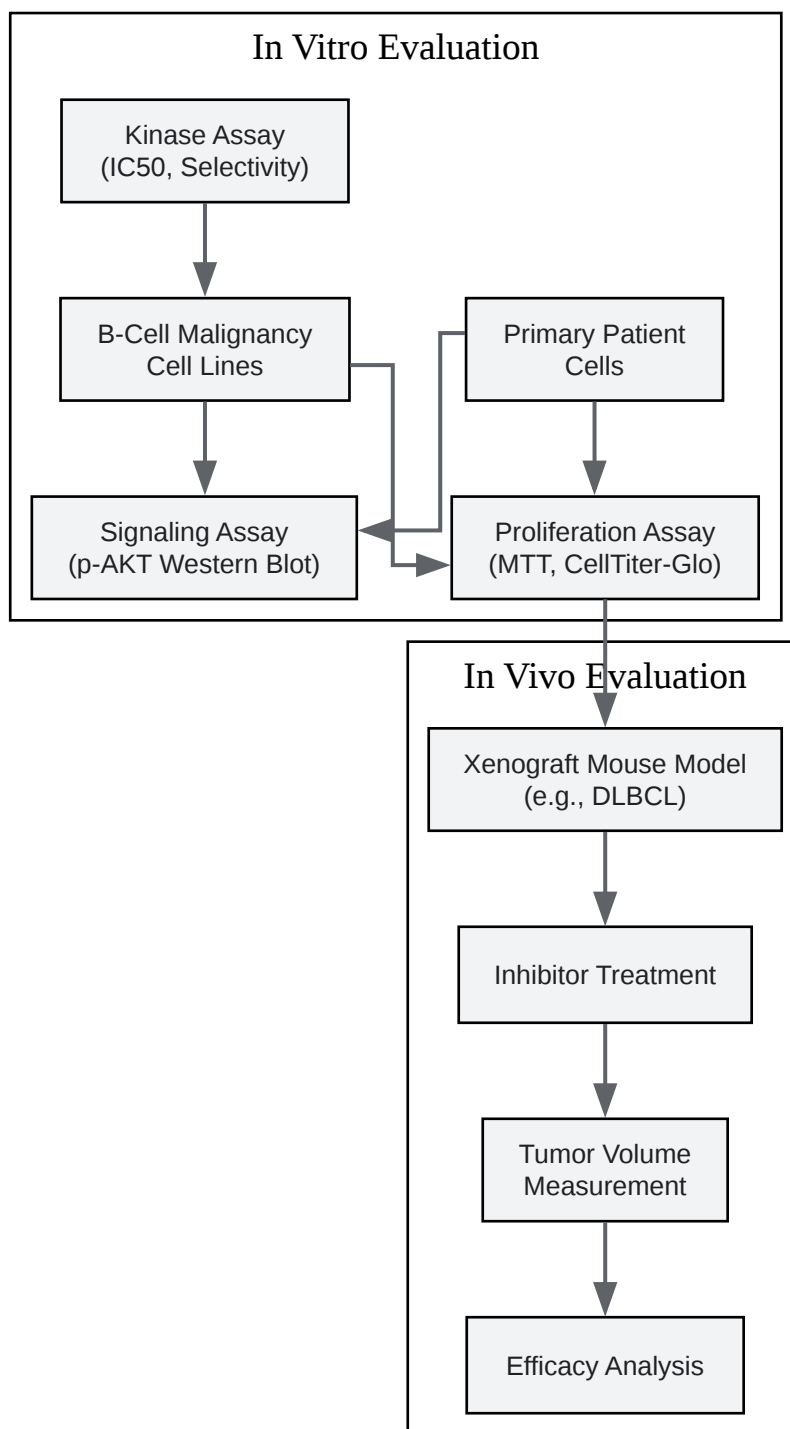 In Vitro Evaluation
Kinase Assay
(IC50, Selectivity)
B-Cell Malignancy
Cell Lines
Primary Patient
Cells
Signaling Assay
(p-AKT Western Blot)
Proliferation Assay
(MTT, CellTiter-Glo)
In Vivo Evaluation
Xenograft Mouse Model
(e.g., DLBCL)
Inhibitor Treatment
Tumor Volume
Measurement
Efficacy Analysis